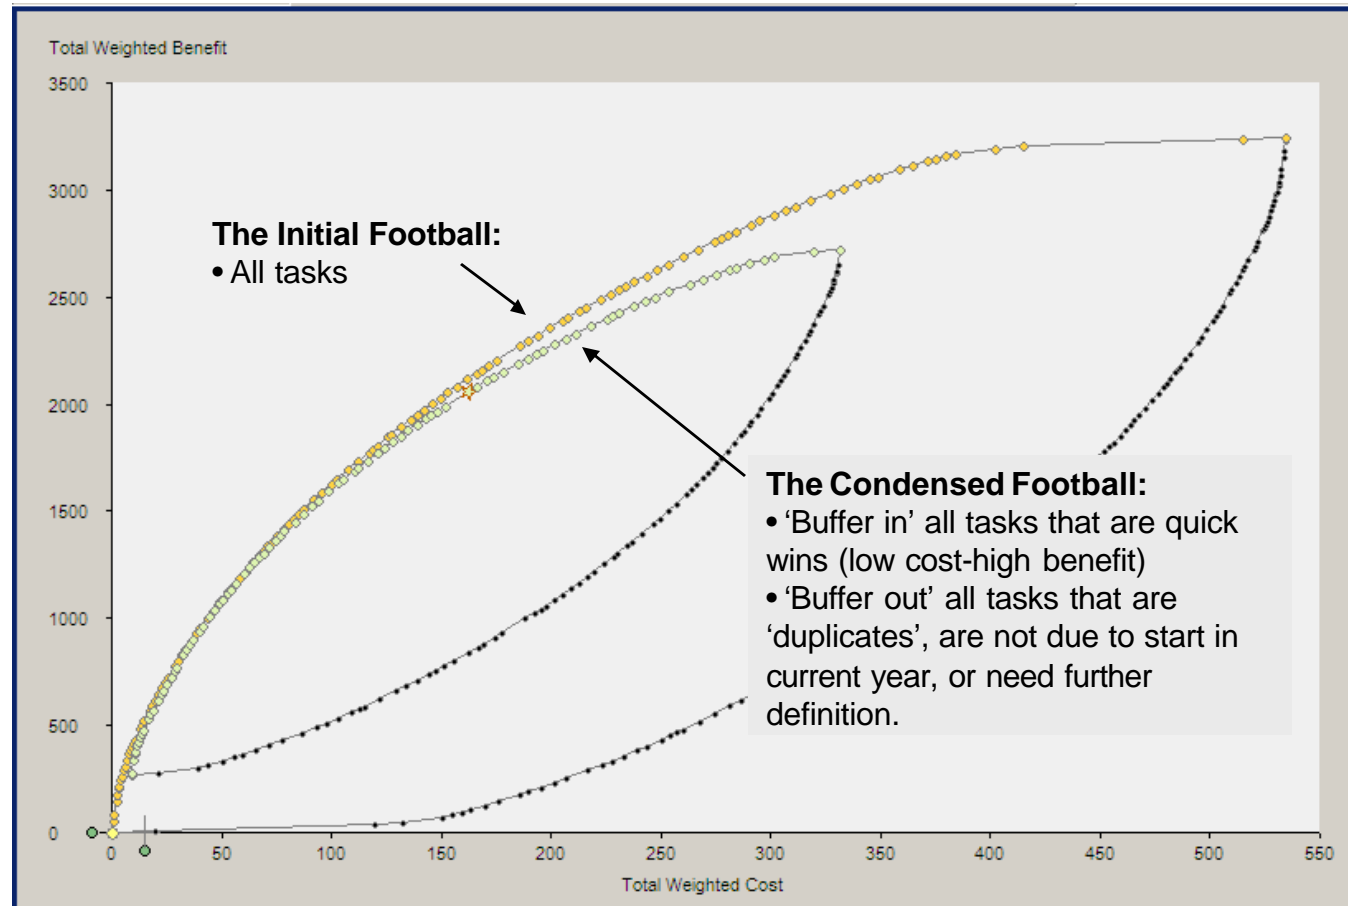 Total Weighted Benefit
3500
3000
2500
2000
1500
1000
500
0
The Initial Football:
• All tasks
The Condensed Football:
• ‘Buffer in’ all tasks that are quick
wins (low cost-high benefit)
• ‘Buffer out’ all tasks that are
‘duplicates’, are not due to start in
current year, or need further
definition.
0 50 100 150 200 250 300 350 400 450 500 550
Total Weighted Cost